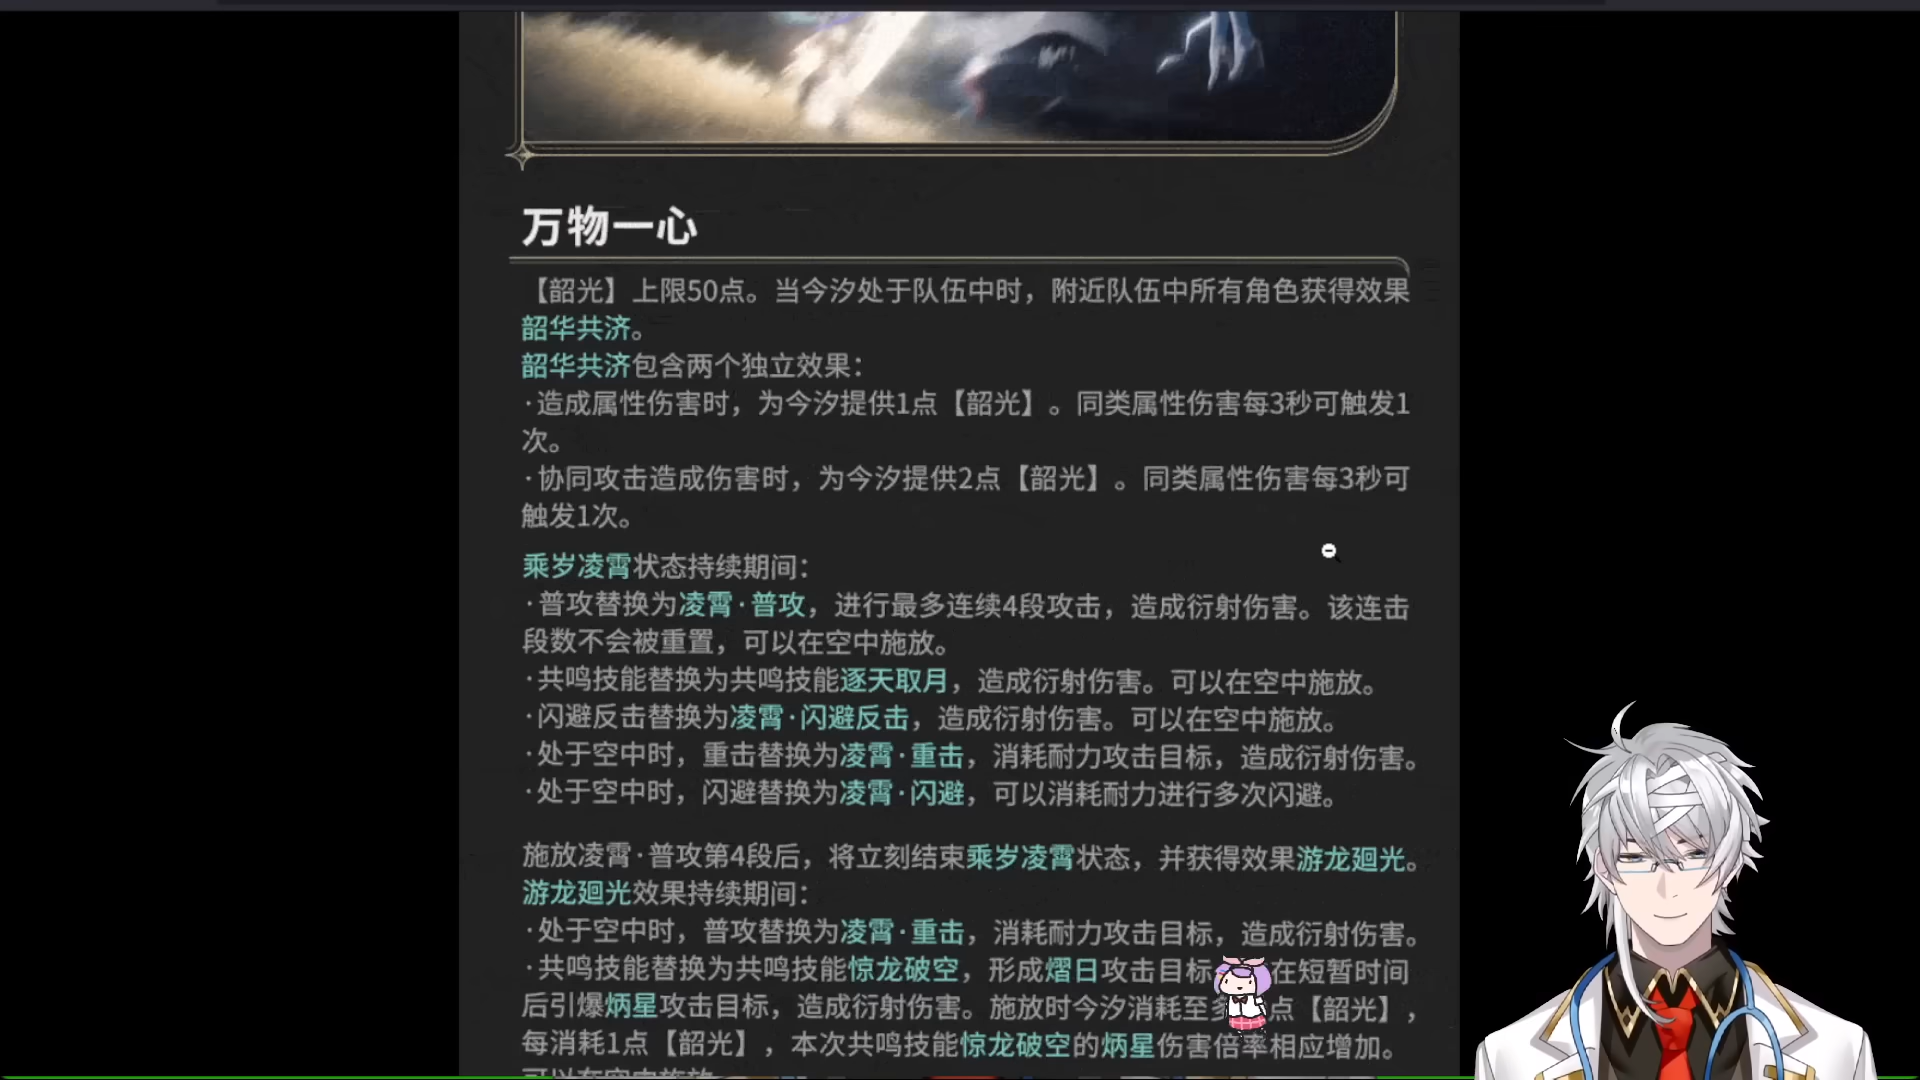 万物一心
【韶光】上限50点。当今汐处于队伍中时，附近队伍中所有角色获得效果
韶华共济。
韶华共济包含两个独立效果：
·造成属性伤害时，为今汐提供1点【韶光】。同类属性伤害每3秒可触发1
次。
·协同攻击造成伤害时，为今汐提供2点【韶光】。同类属性伤害每3秒可
触发1次。
乘岁凌霄状态持续期间：
·普攻替换为凌霄·普攻，进行最多连续4段攻击，造成衍射伤害。该连击
段数不会被重置，可以在空中施放。
·共鸣技能替换为共鸣技能逐天取月，造成衍射伤害。可以在空中施放。
·闪避反击替换为凌霄·闪避反击，造成衍射伤害。可以在空中施放。
·处于空中时，重击替换为凌霄·重击，消耗耐力攻击目标，造成衍射伤害。
·处于空中时，闪避替换为凌霄·闪避，可以消耗耐力进行多次闪避。
施放凌霄·普攻第4段后，将立刻结束乘岁凌霄状态，并获得效果游龙廻光。
游龙廻光效果持续期间：
·处于空中时，普攻替换为凌霄·重击，消耗耐力攻击目标，造成衍射伤害。
·共鸣技能替换为共鸣技能惊龙破空，形成熠日攻击目标 在短暂时间
后引爆炳星攻击目标，造成衍射伤害。施放时今汐消耗至多 点【韶光】，
每消耗1点【韶光】，本次共鸣技能惊龙破空的炳星伤害倍率相应增加。
可以在空中施放